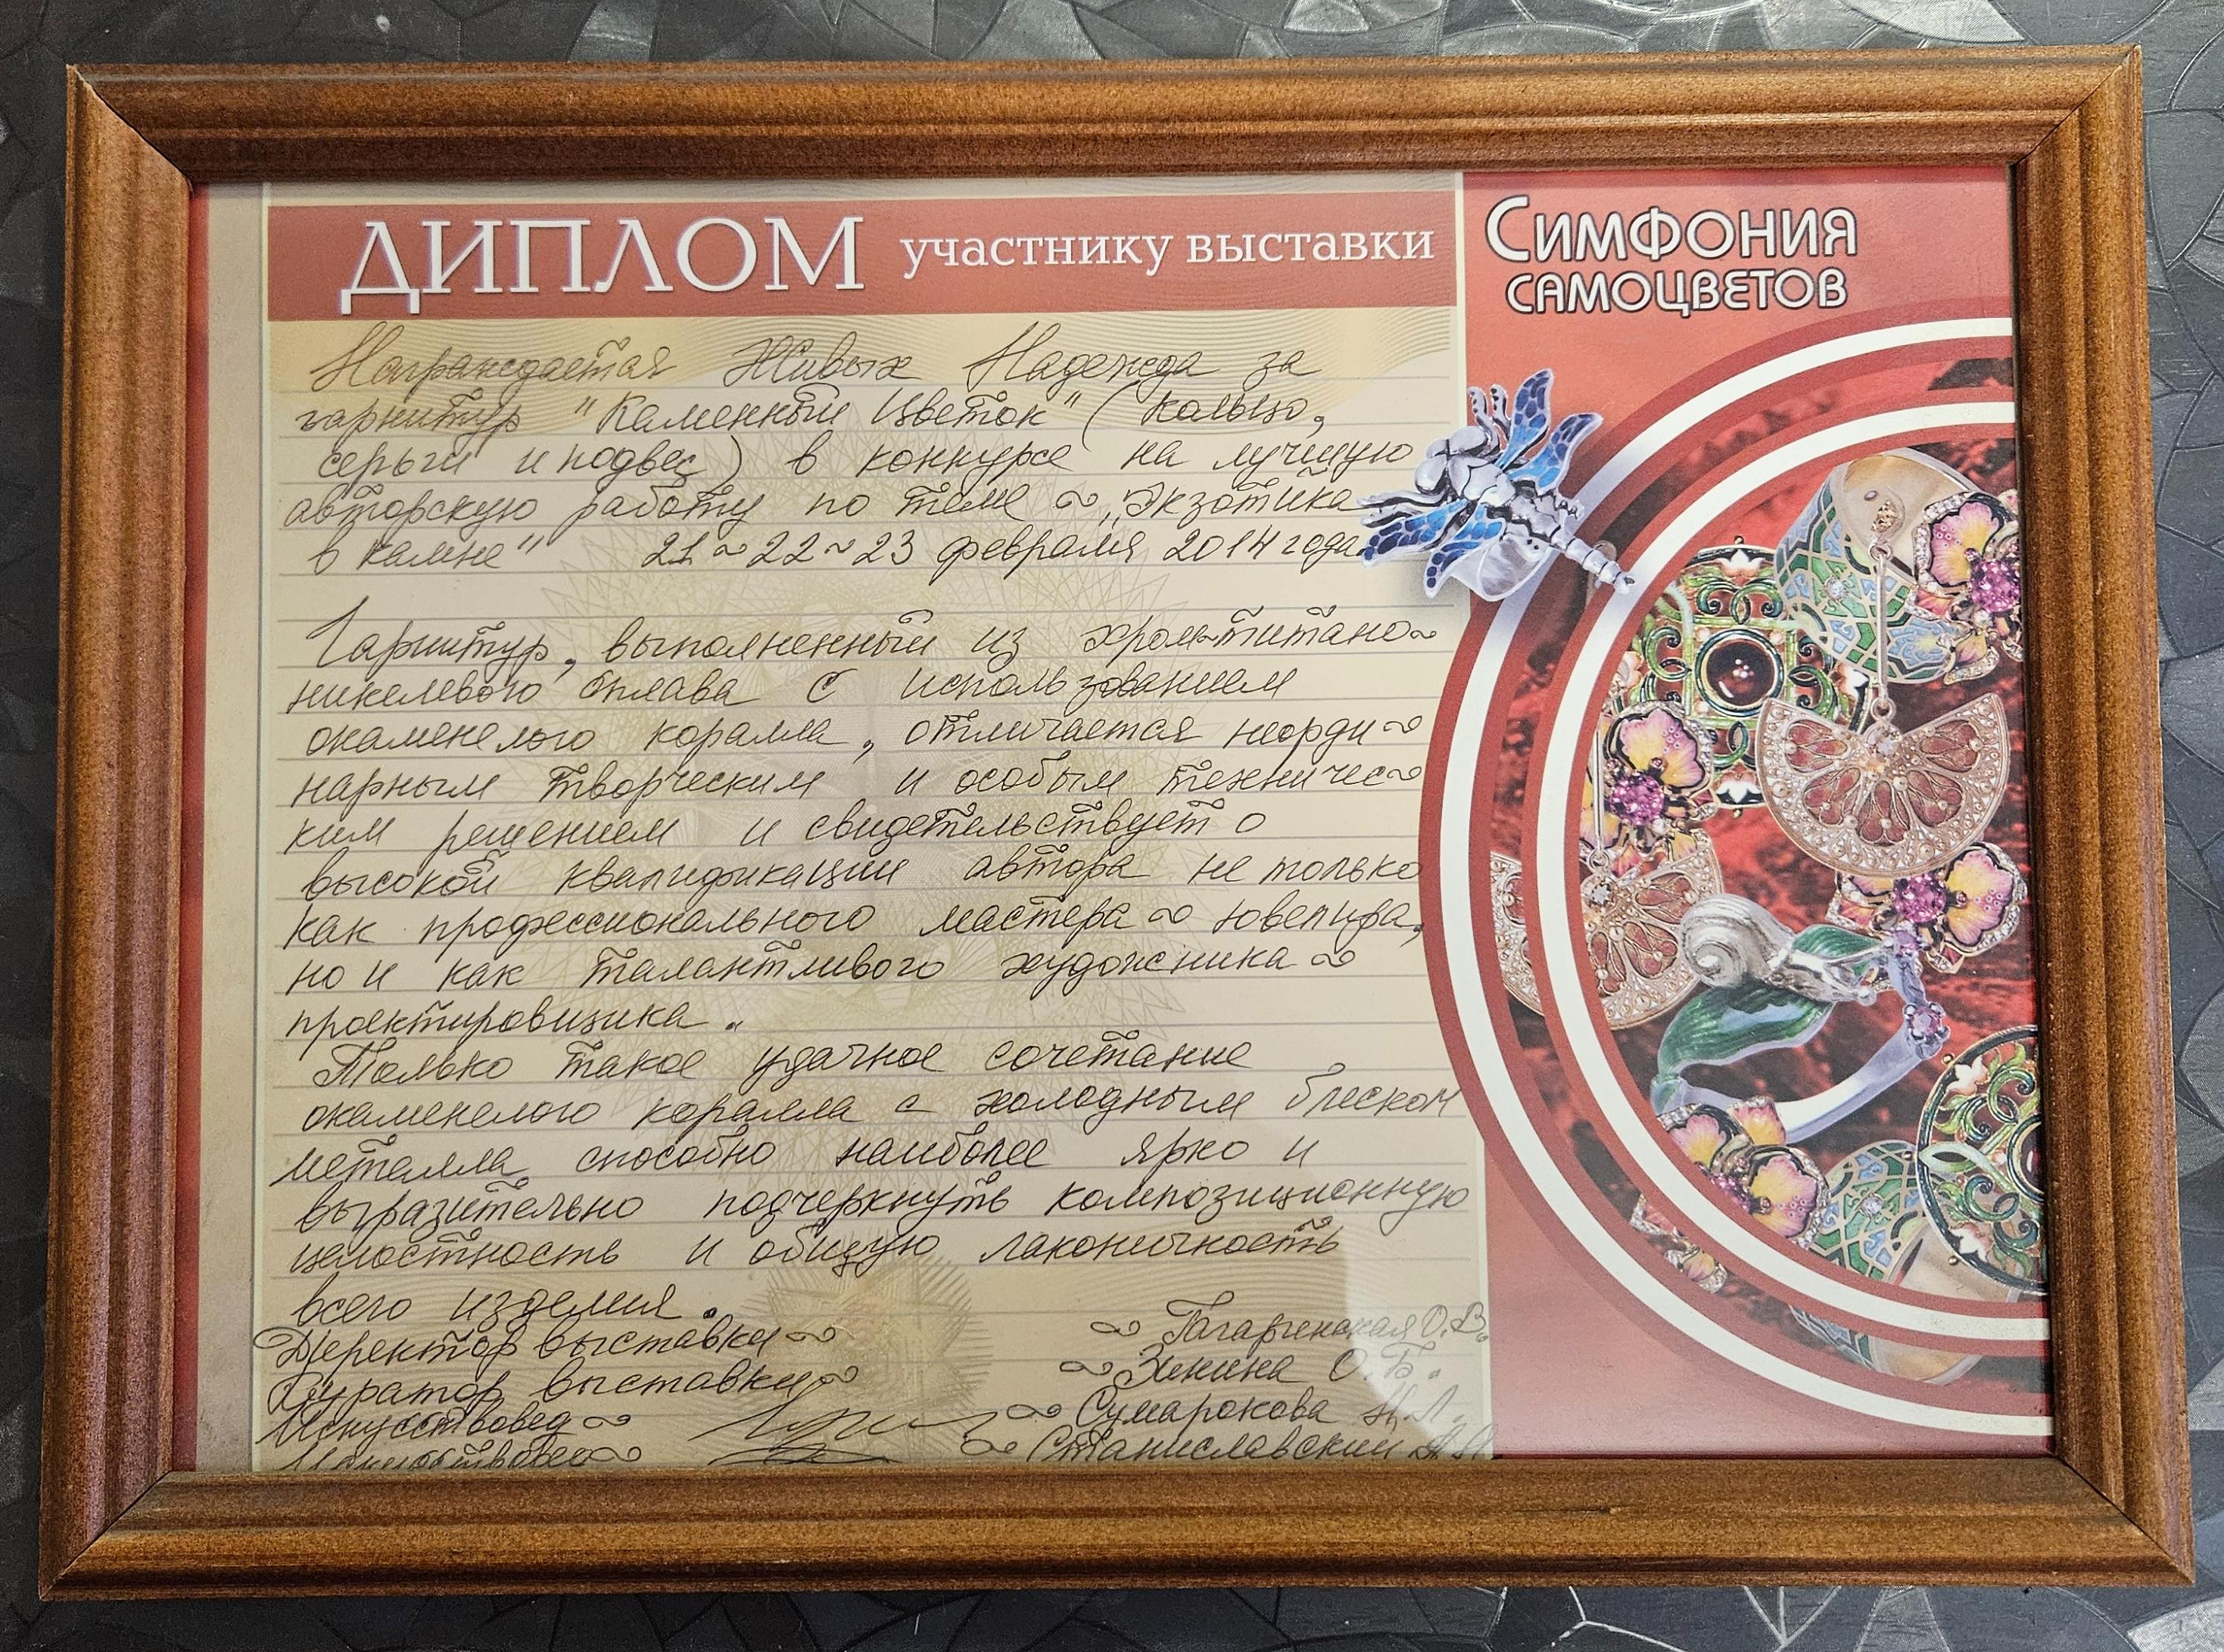 ДИПЛОМ участнику выставки
Симфония
самоцветов
Награждается Живых Надежда за
гарнитур "Каменный Цветок" (кольцо,
серьги и подвес) в конкурсе на лучшую
авторскую работу по теме ~ „Экзотика
в камне" 21~22~23 февраля 2014 года.
Гарнитур, выполненный из хром~титано~
никелевого сплава с использованием
окаменелого коралла, отличается неорди~
нарным творческим и особым техничес~
ким решением и свидетельствует о
высокой квалификации автора не только
как профессионального мастера ~ ювелира,
но и как талантливого художника ~
проектировщика.
Только такое удачное сочетание
окаменелого коралла с холодным блеском
металла способно наиболее ярко и
выразительно подчеркнуть композиционную
целостность и общую лаконичность
всего изделия.
Директор выставки ~ ~ Гагаринская О.В.
Куратор выставки ~ ~ Зинина О.Б.
Искусствовед ~ ~ Сумарокова Н.Л.
Искусствовед ~ ~ Станиславский